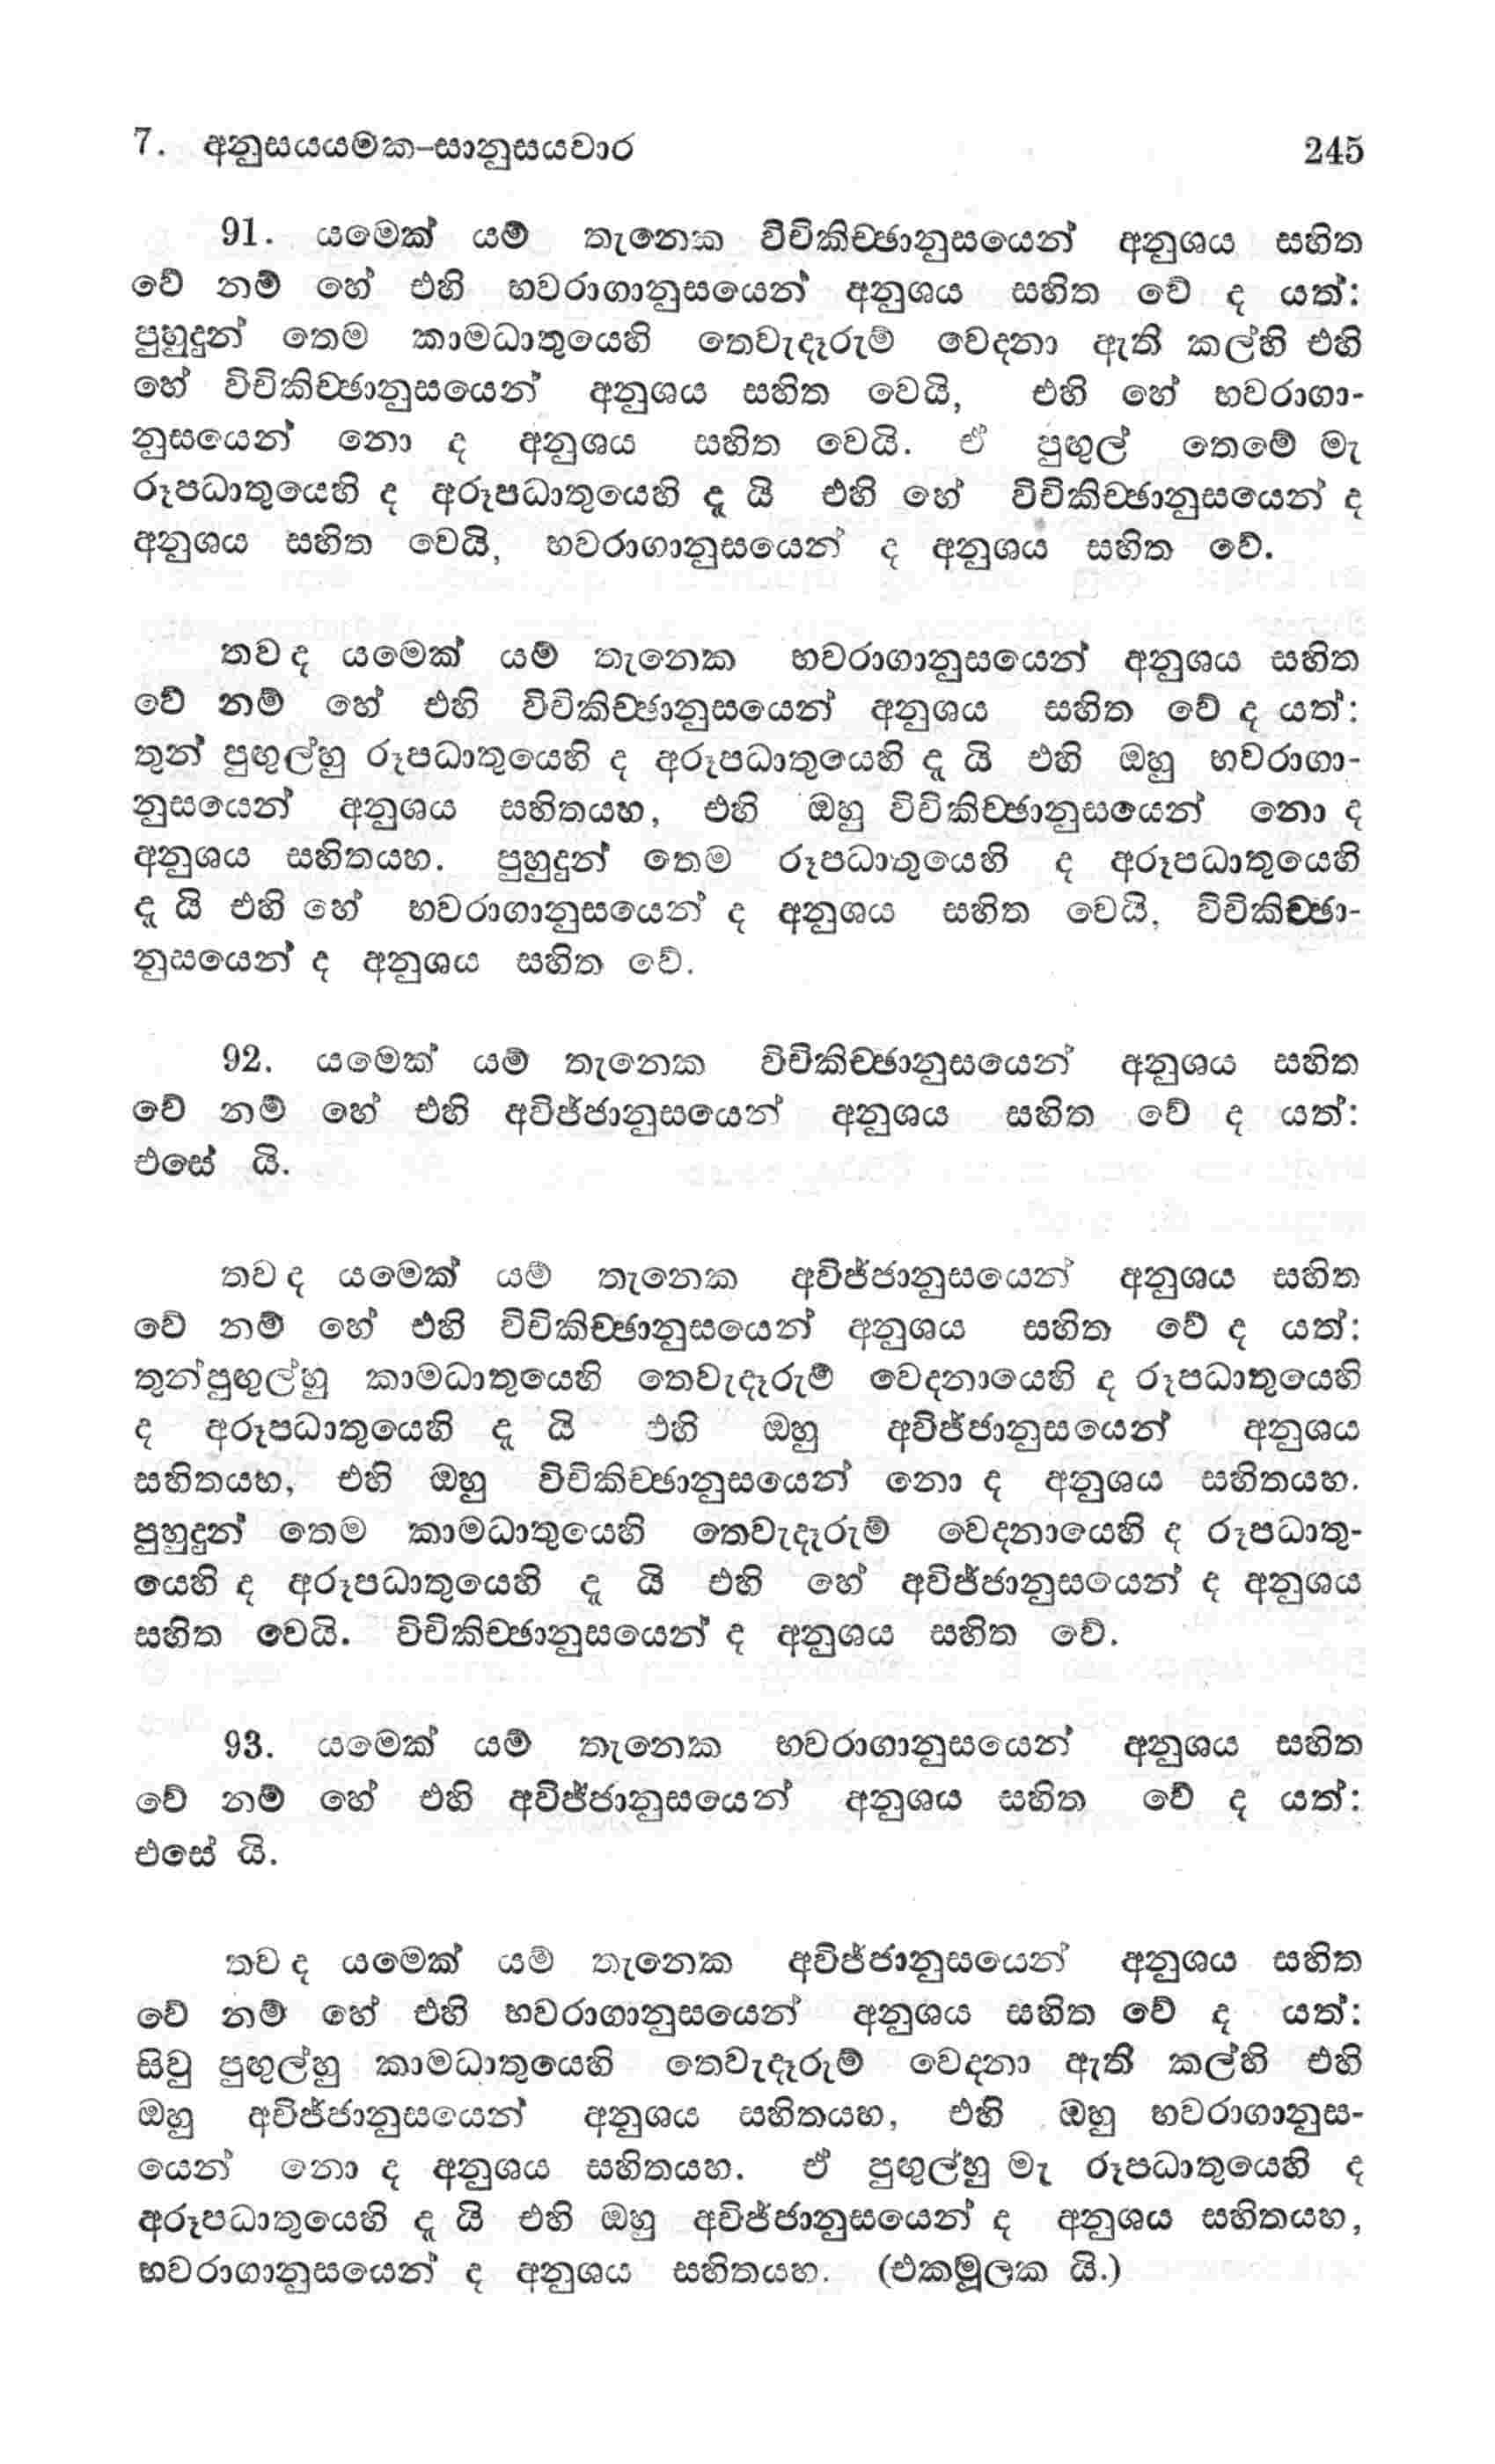 7. අනුසයයමක-සානුසයවාර 245
91. යමෙක් යම් තැනෙක විචිකිච්ඡානුසයෙන් අනුශය සහිත
වේ නම් හේ එහි භවරාගානුසයෙන් අනුශය සහිත වේ ද යත්:
පුහුදුන් තෙම කාමධාතුයෙහි තෙවැදෑරුම් වෙදනා ඇති කල්හි එහි
හේ විචිකිච්ඡානුසයෙන් අනුශය සහිත වෙයි, එහි හේ භවරාගා-
නුසයෙන් නො ද අනුශය සහිත වෙයි. ඒ පුඟුල් තෙමේ මැ
රූපධාතුයෙහි ද අරූපධාතුයෙහි දෑ යි එහි හේ විචිකිච්ඡානුසයෙන් ද
අනුශය සහිත වෙයි, භවරාගානුසයෙන් ද අනුශය සහිත වේ.
තව ද යමෙක් යම් තැනෙක භවරාගානුසයෙන් අනුශය සහිත
වේ නම් හේ එහි විචිකිච්ඡානුසයෙන් අනුශය සහිත වේ ද යත්:
තුන් පුඟුල්හු රූපධාතුයෙහි ද අරූපධාතුයෙහි දෑ යි එහි ඔහු භවරාගා-
නුසයෙන් අනුශය සහිතයහ, එහි ඔහු විචිකිච්ඡානුසයෙන් නො ද
අනුශය සහිතයහ. පුහුදුන් තෙම රූපධාතුයෙහි ද අරූපධාතුයෙහි
දෑ යි එහි හේ භවරාගානුසයෙන් ද අනුශය සහිත වෙයි, විචිකිච්ඡා-
නුසයෙන් ද අනුශය සහිත වේ.
92. යමෙක් යම් තැනෙක විචිකිච්ඡානුසයෙන් අනුශය සහිත
වේ නම් හේ එහි අවිජ්ජානුසයෙන් අනුශය සහිත වේ ද යත්:
එසේ යි.
තව ද යමෙක් යම් තැනෙක අවිජ්ජානුසයෙන් අනුශය සහිත
වේ නම් හේ එහි විචිකිච්ඡානුසයෙන් අනුශය සහිත වේ ද යත්:
තුන්පුඟුල්හු කාමධාතුයෙහි තෙවැදෑරුම් වෙදනායෙහි ද රූපධාතුයෙහි
ද අරූපධාතුයෙහි දෑ යි එහි ඔහු අවිජ්ජානුසයෙන් අනුශය
සහිතයහ, එහි ඔහු විචිකිච්ඡානුසයෙන් නො ද අනුශය සහිතයහ.
පුහුදුන් තෙම කාමධාතුයෙහි තෙවැදෑරුම් වෙදනායෙහි ද රූපධාතු-
යෙහි ද අරූපධාතුයෙහි දෑ යි එහි හේ අවිජ්ජානුසයෙන් ද අනුශය
සහිත වෙයි. විචිකිච්ඡානුසයෙන් ද අනුශය සහිත වේ.
93. යමෙක් යම් තැනෙක භවරාගානුසයෙන් අනුශය සහිත
වේ නම් හේ එහි අවිජ්ජානුසයෙන් අනුශය සහිත වේ ද යත්:
එසේ යි.
තව ද යමෙක් යම් තැනෙක අවිජ්ජානුසයෙන් අනුශය සහිත
වේ නම් හේ එහි භවරාගානුසයෙන් අනුශය සහිත වේ ද යත්:
සිවු පුඟුල්හු කාමධාතුයෙහි තෙවැදෑරුම් වෙදනා ඇති කල්හි එහි
ඔහු අවිජ්ජානුසයෙන් අනුශය සහිතයහ, එහි ඔහු භවරාගානුස-
යෙන් නො ද අනුශය සහිතයහ. ඒ පුඟුල්හු මැ රූපධාතුයෙහි ද
අරූපධාතුයෙහි දෑ යි එහි ඔහු අවිජ්ජානුසයෙන් ද අනුශය සහිතයහ,
භවරාගානුසයෙන් ද අනුශය සහිතයහ. (එකමූලක යි.)